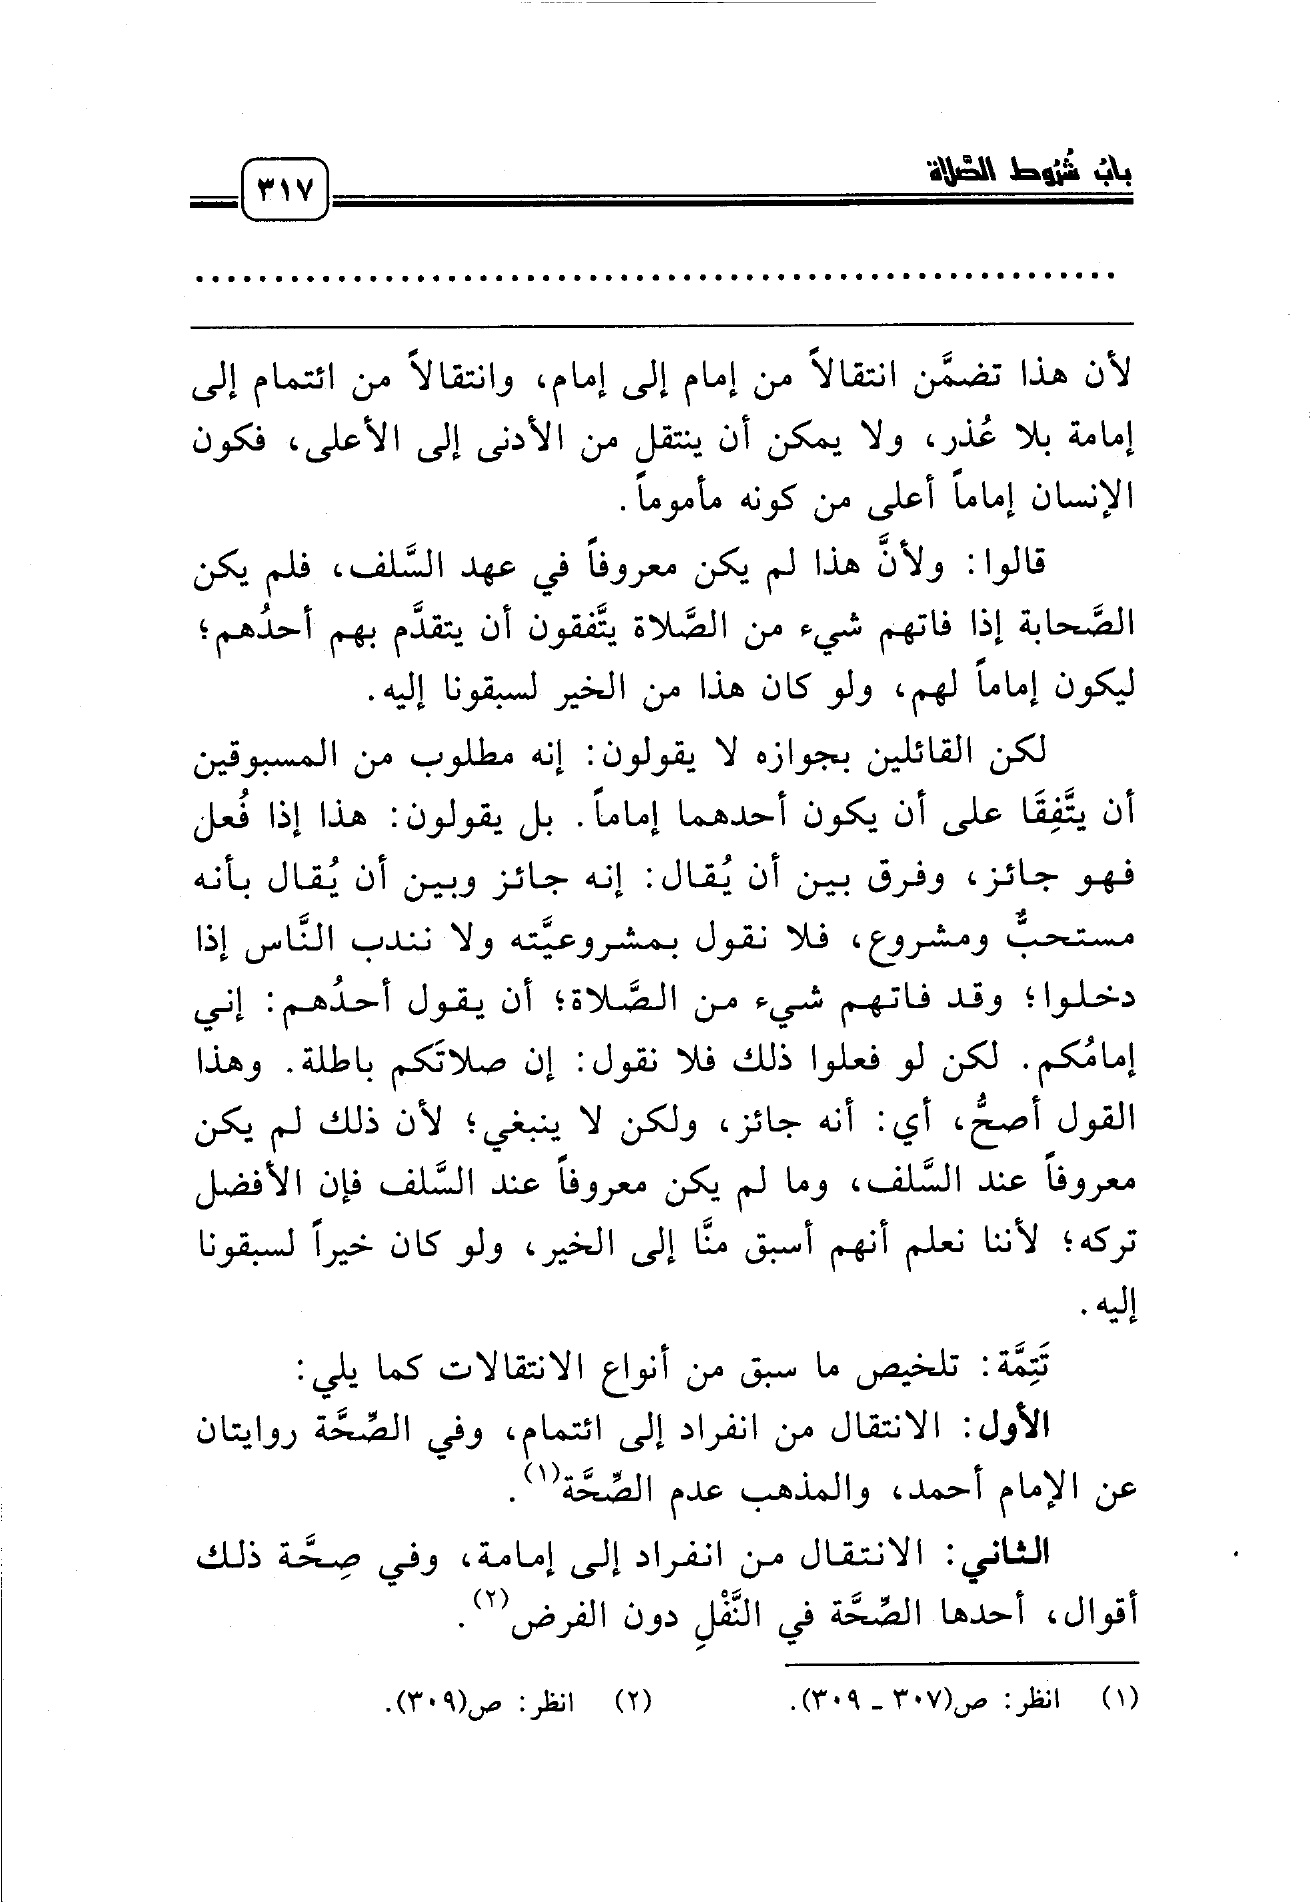 بابُ شُرُوط الصَّلاة
٣١٧
لأن هذا تضمَّن انتقالاً من إمام إلى إمام، وانتقالاً من ائتمام إلى
إمامة بلا عُذر، ولا يمكن أن ينتقل من الأدنى إلى الأعلى، فكون
الإنسان إماماً أعلى من كونه مأموماً.
قالوا: ولأنَّ هذا لم يكن معروفاً في عهد السَّلف، فلم يكن
الصَّحابة إذا فاتهم شيء من الصَّلاة يتَّفقون أن يتقدَّم بهم أحدُهم؛
ليكون إماماً لهم، ولو كان هذا من الخير لسبقونا إليه.
لكن القائلين بجوازه لا يقولون: إنه مطلوب من المسبوقين
أن يتَّفِقَا على أن يكون أحدهما إماماً. بل يقولون: هذا إذا فُعل
فهو جائز، وفرق بين أن يُقال: إنه جائز وبين أن يُقال بأنه
مستحبٌّ ومشروع، فلا نقول بمشروعيَّته ولا نندب النَّاس إذا
دخلوا؛ وقد فاتهم شيء من الصَّلاة؛ أن يقول أحدُهم: إني
إمامُكم. لكن لو فعلوا ذلك فلا نقول: إن صلاتَكم باطلة. وهذا
القول أصحُّ، أي: أنه جائز، ولكن لا ينبغي؛ لأن ذلك لم يكن
معروفاً عند السَّلف، وما لم يكن معروفاً عند السَّلف فإن الأفضل
تركه؛ لأننا نعلم أنهم أسبق منَّا إلى الخير، ولو كان خيراً لسبقونا
إليه.
تَتِمَّة: تلخيص ما سبق من أنواع الانتقالات كما يلي:
الأول: الانتقال من انفراد إلى ائتمام، وفي الصِّحَّة روايتان
عن الإمام أحمد، والمذهب عدم الصِّحَّة(١).
الثاني: الانتقال من انفراد إلى إمامة، وفي صِحَّة ذلك
أقوال، أحدها الصِّحَّة في النَّفْلِ دون الفرض(٢).
(١) انظر: ص(٣٠٧ ـ ٣٠٩).
(٢) انظر: ص(٣٠٩).